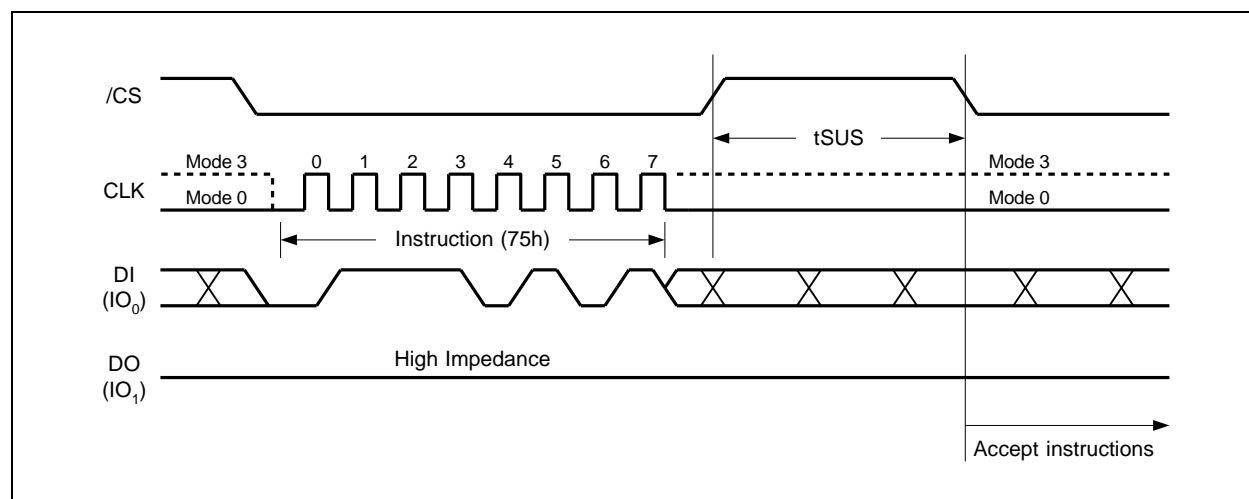 /CS
tSUS
Mode 3 0 1 2 3 4 5 6 7 Mode 3
CLK
Mode 0 Mode 0
Instruction (75h)
DI
(IO0)
High Impedance
DO
(IO1)
Accept instructions